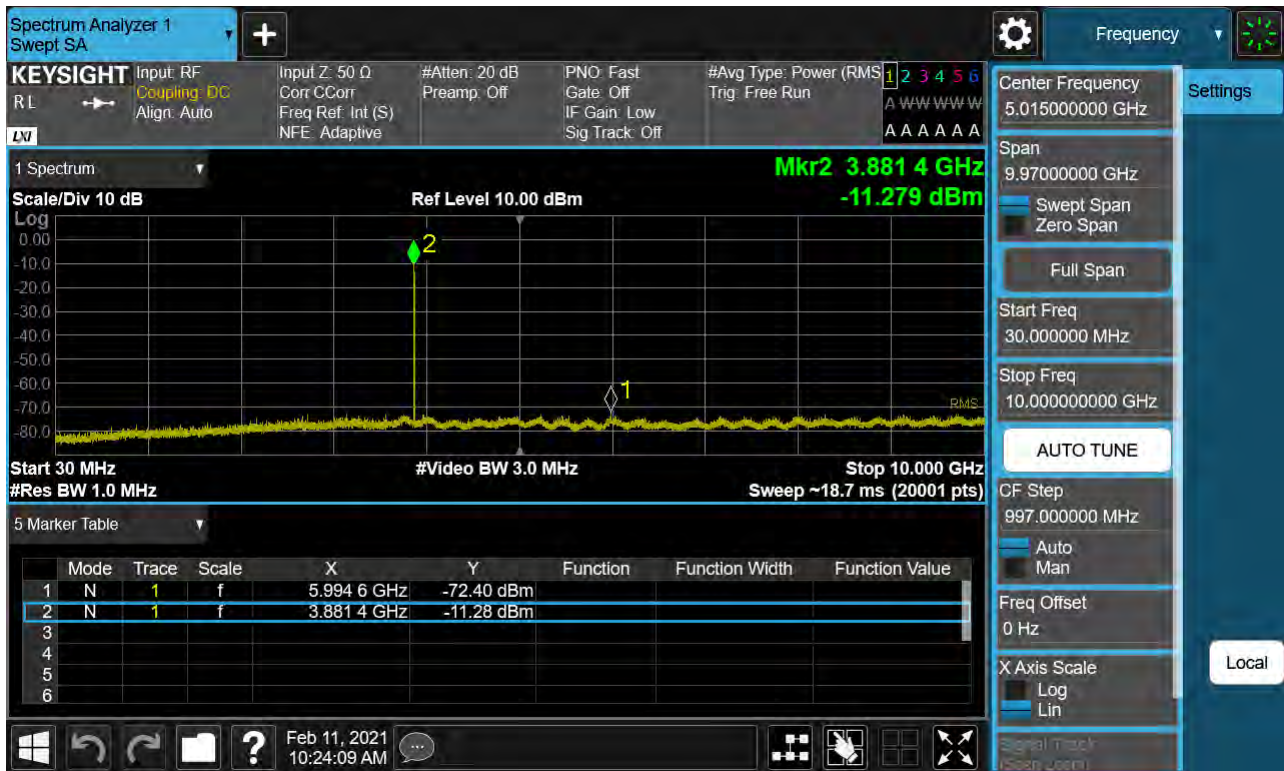 Spectrum Analyzer 1
Swept SA
Frequency
KEYSIGHT
RL
LXI
Input: RF
Coupling: DC
Align: Auto
Input Z: 50 Ω
Corr CCorr
Freq Ref: Int (S)
NFE: Adaptive
#Atten: 20 dB
Preamp: Off
PNO: Fast
Gate: Off
IF Gain: Low
Sig Track: Off
#Avg Type: Power (RMS
Trig: Free Run
1 2 3 4 5 6
A W W W W W
A A A A A A
1 Spectrum
Mkr2 3.881 4 GHz
Scale/Div 10 dB
Ref Level 10.00 dBm
-11.279 dBm
Log
0.00
-10.0
-20.0
-30.0
-40.0
-50.0
-60.0
-70.0
-80.0
2
1
RMS
Start 30 MHz
#Video BW 3.0 MHz
Stop 10.000 GHz
#Res BW 1.0 MHz
Sweep ~18.7 ms (20001 pts)
5 Marker Table
Mode Trace Scale X Y Function Function Width Function Value
1 N 1 f 5.994 6 GHz -72.40 dBm
2 N 1 f 3.881 4 GHz -11.28 dBm
3
4
5
6
Feb 11, 2021
10:24:09 AM
Center Frequency
5.015000000 GHz
Span
9.97000000 GHz
Swept Span
Zero Span
Full Span
Start Freq
30.000000 MHz
Stop Freq
10.000000000 GHz
AUTO TUNE
CF Step
997.000000 MHz
Auto
Man
Freq Offset
0 Hz
X Axis Scale
Log
Lin
Signal Track
(Span Zoom)
Settings
Local